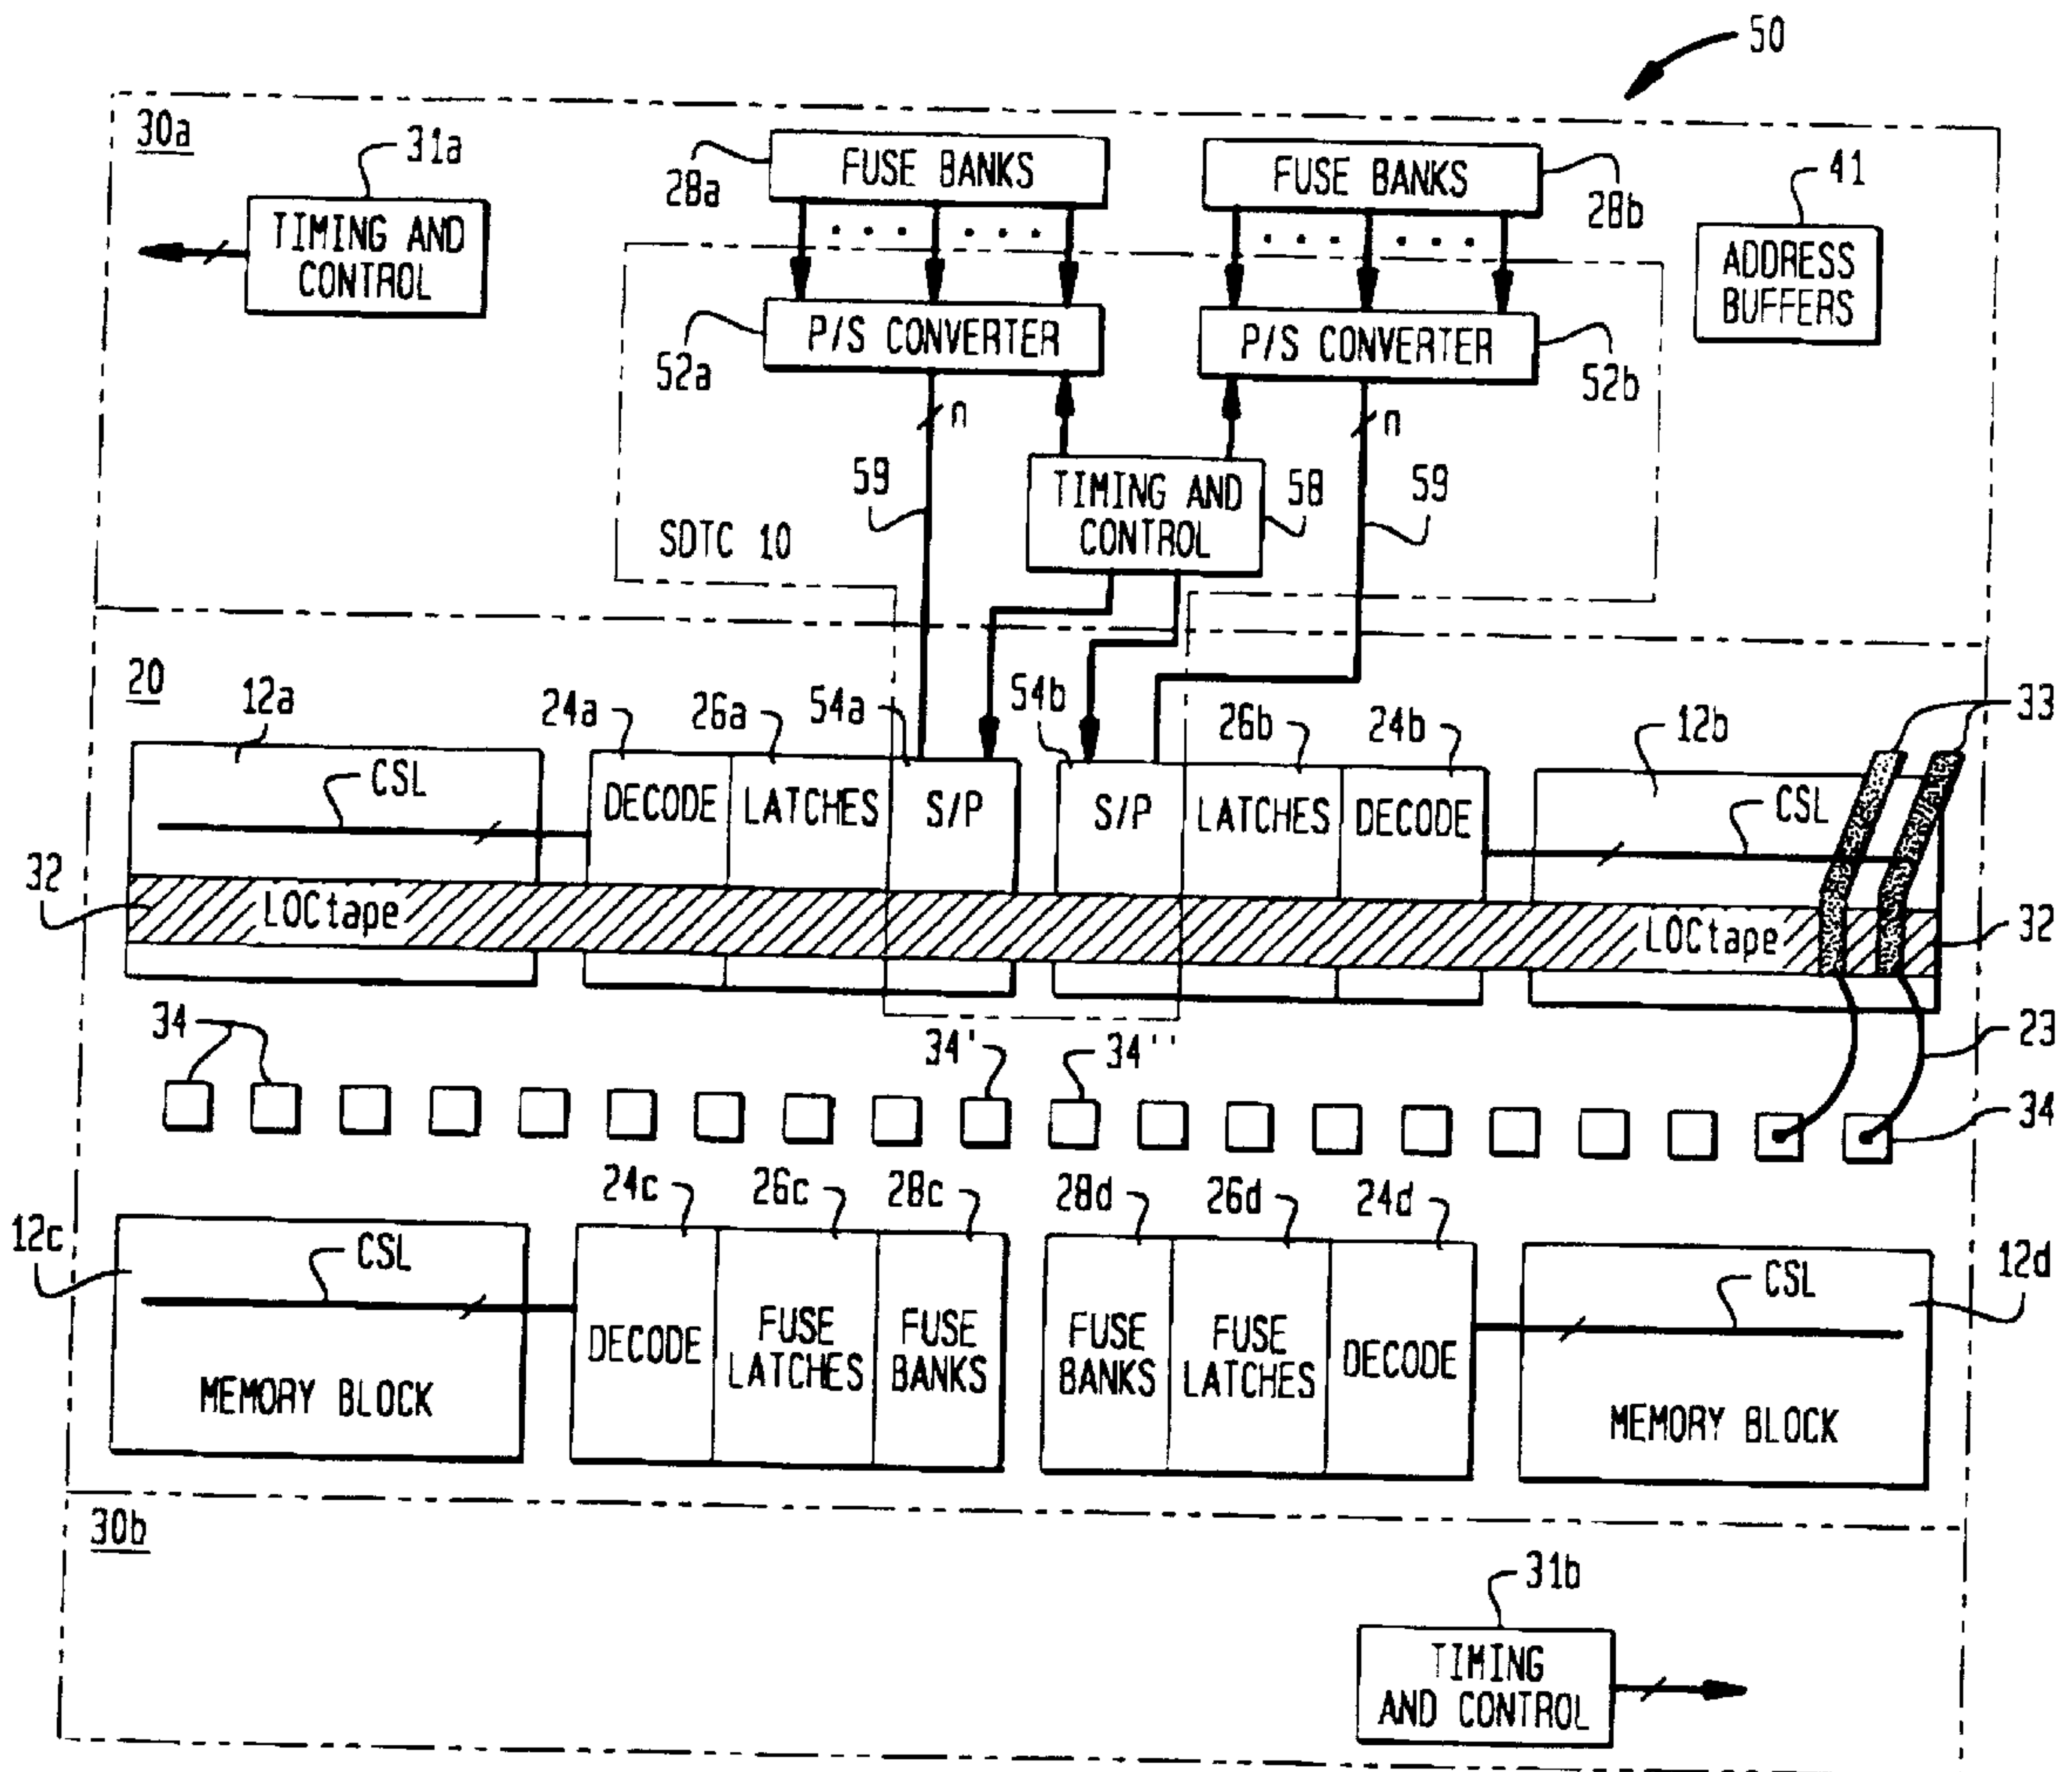 50
30a
31a
TIMING AND
CONTROL
28a
FUSE BANKS
FUSE BANKS
28b
41
ADDRESS
BUFFERS
52a
P/S CONVERTER
P/S CONVERTER
52b
n
n
59
TIMING AND
CONTROL
58
59
SDTC 10
20
12a
24a
26a
54a
54b
26b
24b
12b
33
CSL
DECODE
LATCHES
S/P
S/P
LATCHES
DECODE
CSL
32
LOCtape
LOCtape
32
34
34'
34''
23
34
24c
26c
28c
28d
26d
24d
12c
CSL
MEMORY BLOCK
DECODE
FUSE
LATCHES
FUSE
BANKS
FUSE
BANKS
FUSE
LATCHES
DECODE
CSL
MEMORY BLOCK
12d
30b
31b
TIMING
AND CONTROL